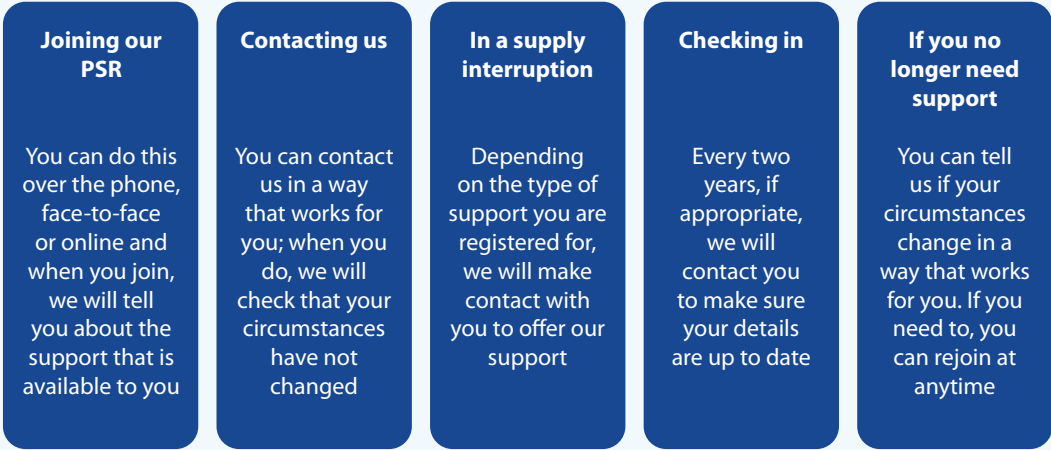 Joining our
PSR
You can do this
over the phone,
face-to-face
or online and
when you join,
we will tell
you about the
support that is
available to you
Contacting us
You can contact
us in a way
that works for
you; when you
do, we will
check that your
circumstances
have not
changed
In a supply
interruption
Depending
on the type of
support you are
registered for,
we will make
contact with
you to offer our
support
Checking in
Every two
years, if
appropriate,
we will
contact you
to make sure
your details
are up to date
If you no
longer need
support
You can tell
us if your
circumstances
change in a
way that works
for you. If you
need to, you
can rejoin at
anytime